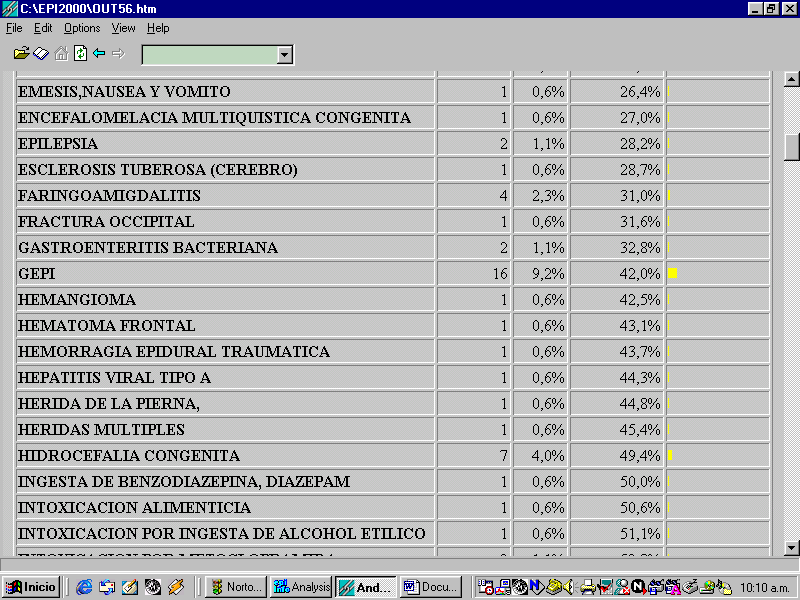 C:\EPI2000\OUT56.htm
File Edit Options View Help
EMESIS,NAUSEA Y VOMITO 1 0,6% 26,4%
ENCEFALOMELACIA MULTIQUISTICA CONGENITA 1 0,6% 27,0%
EPILEPSIA 2 1,1% 28,2%
ESCLEROSIS TUBEROSA (CEREBRO) 1 0,6% 28,7%
FARINGOAMIGDALITIS 4 2,3% 31,0%
FRACTURA OCCIPITAL 1 0,6% 31,6%
GASTROENTERITIS BACTERIANA 2 1,1% 32,8%
GEPI 16 9,2% 42,0%
HEMANGIOMA 1 0,6% 42,5%
HEMATOMA FRONTAL 1 0,6% 43,1%
HEMORRAGIA EPIDURAL TRAUMATICA 1 0,6% 43,7%
HEPATITIS VIRAL TIPO A 1 0,6% 44,3%
HERIDA DE LA PIERNA, 1 0,6% 44,8%
HERIDAS MULTIPLES 1 0,6% 45,4%
HIDROCEFALIA CONGENITA 7 4,0% 49,4%
INGESTA DE BENZODIAZEPINA, DIAZEPAM 1 0,6% 50,0%
INTOXICACION ALIMENTICIA 1 0,6% 50,6%
INTOXICACION POR INGESTA DE ALCOHOL ETILICO 1 0,6% 51,1%
Inicio Norto... Analysis And... Docu... 10:10 a.m.